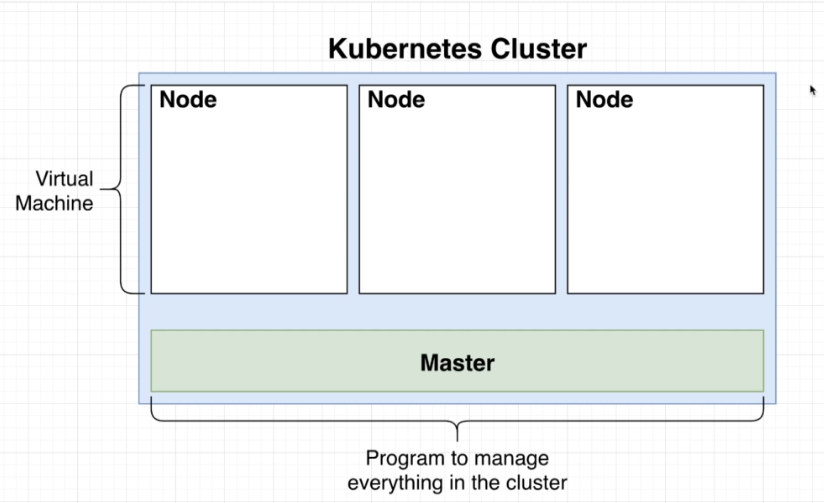 Kubernetes Cluster
Node
Node
Node
Virtual
Machine
Master
Program to manage
everything in the cluster